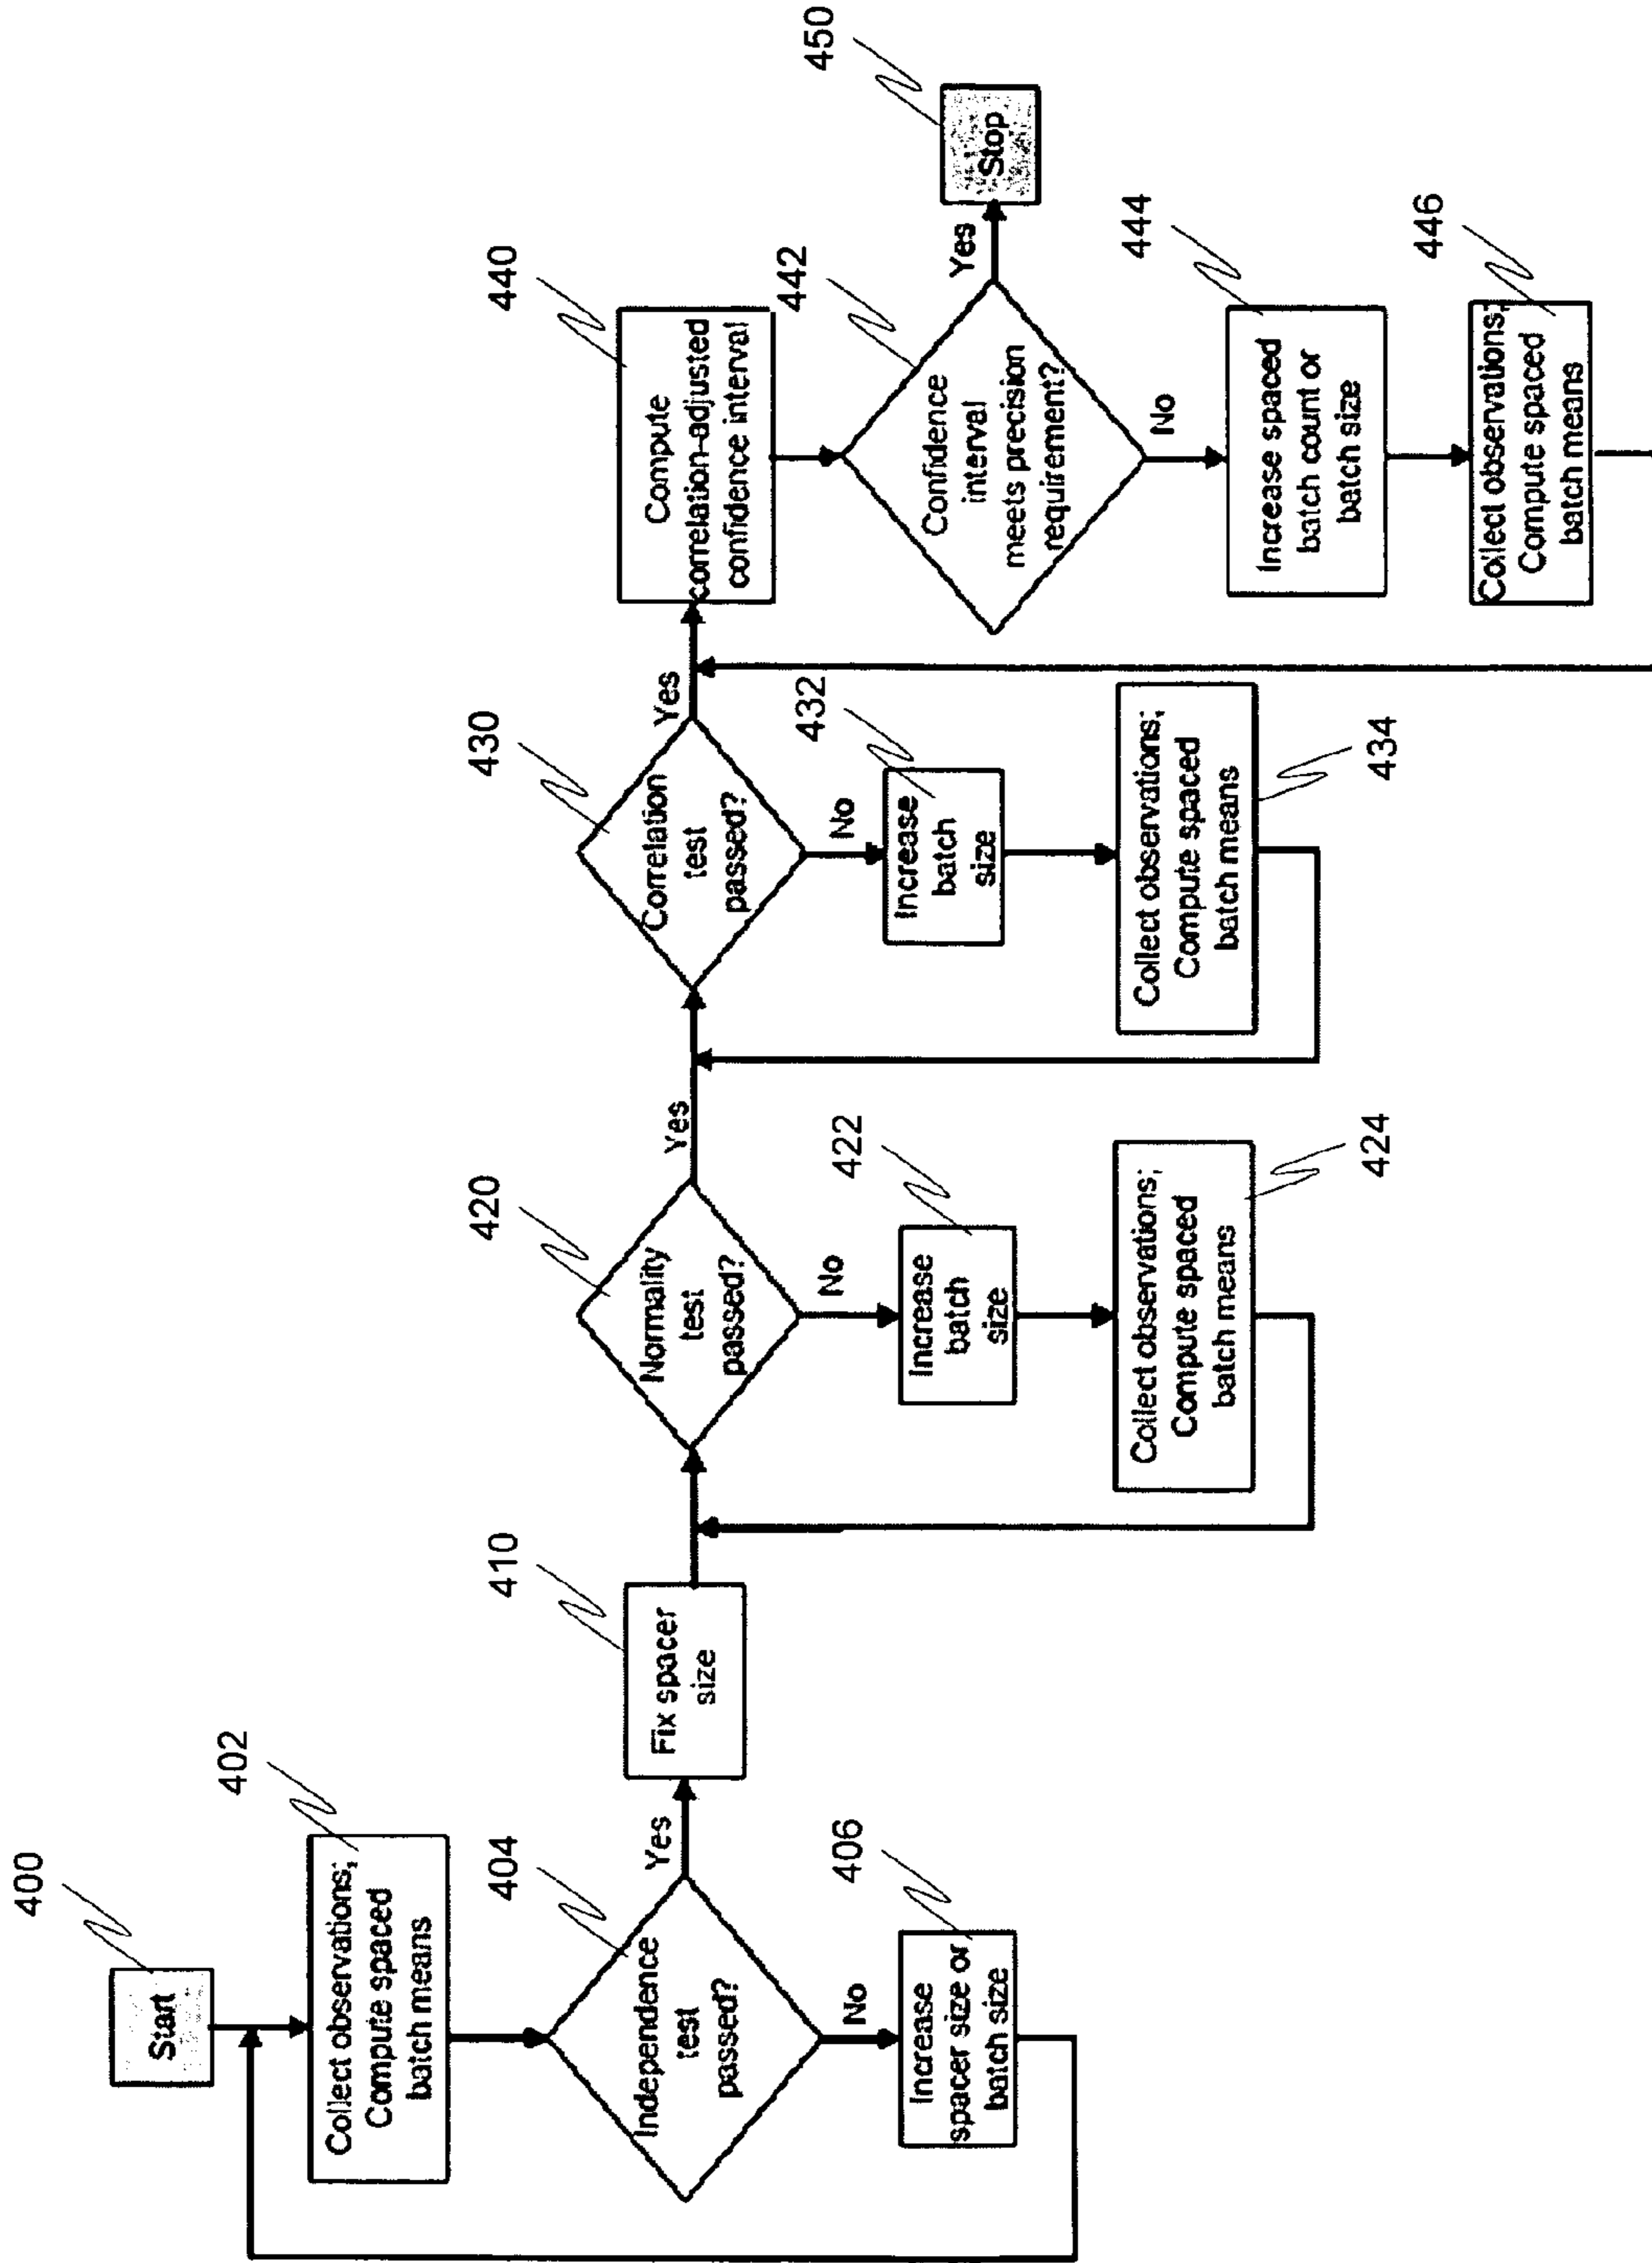 400
Start
402
Collect observations;
Compute spaced
batch means
404
Independence
test
passed?
Yes
No
406
Increase
spacer size or
batch size
410
Fix spacer
size
420
Normality
test
passed?
Yes
No
422
Increase
batch
size
424
Collect observations;
Compute spaced
batch means
430
Correlation
test
passed?
Yes
No
432
Increase
batch
size
434
Collect observations;
Compute spaced
batch means
440
Compute
correlation-adjusted
confidence interval
442
Confidence
interval
meets precision
requirement?
Yes
No
450
Stop
444
Increase spaced
batch count or
batch size
446
Collect observations;
Compute spaced
batch means